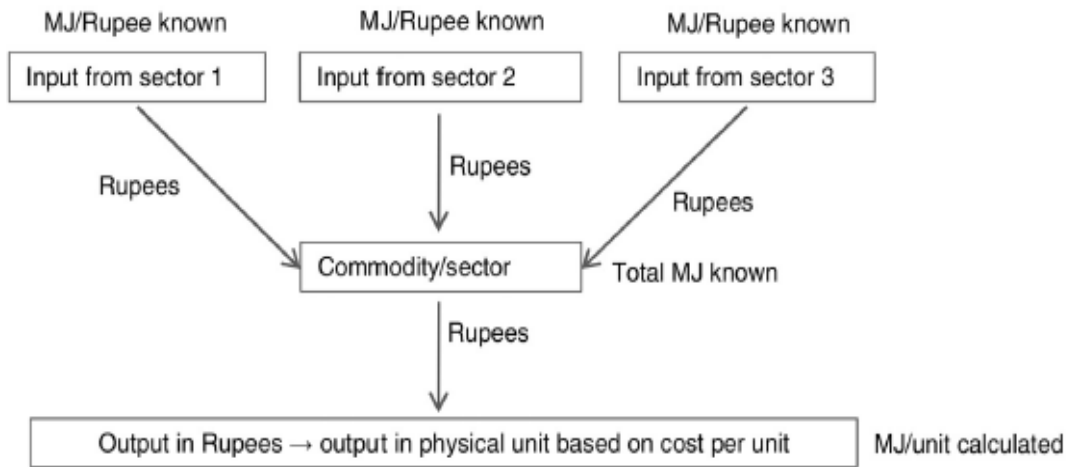 MJ/Rupee known
MJ/Rupee known
MJ/Rupee known
Input from sector 1
Input from sector 2
Input from sector 3
Rupees
Rupees
Rupees
Commodity/sector
Total MJ known
Rupees
Output in Rupees → output in physical unit based on cost per unit
MJ/unit calculated